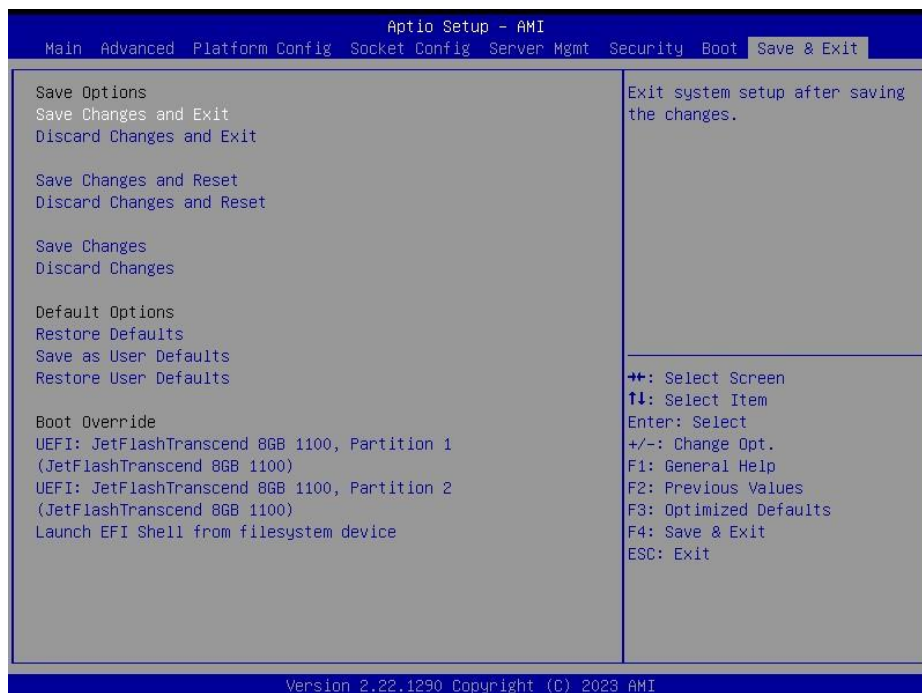 Aptio Setup – AMI
Main Advanced Platform Config Socket Config Server Mgmt Security Boot Save & Exit
Save Options
Save Changes and Exit
Discard Changes and Exit
Save Changes and Reset
Discard Changes and Reset
Save Changes
Discard Changes
Default Options
Restore Defaults
Save as User Defaults
Restore User Defaults
Boot Override
UEFI: JetFlashTranscend 8GB 1100, Partition 1
(JetFlashTranscend 8GB 1100)
UEFI: JetFlashTranscend 8GB 1100, Partition 2
(JetFlashTranscend 8GB 1100)
Launch EFI Shell from filesystem device
Exit system setup after saving
the changes.
→←: Select Screen
↑↓: Select Item
Enter: Select
+/-: Change Opt.
F1: General Help
F2: Previous Values
F3: Optimized Defaults
F4: Save & Exit
ESC: Exit
Version 2.22.1290 Copyright (C) 2023 AMI